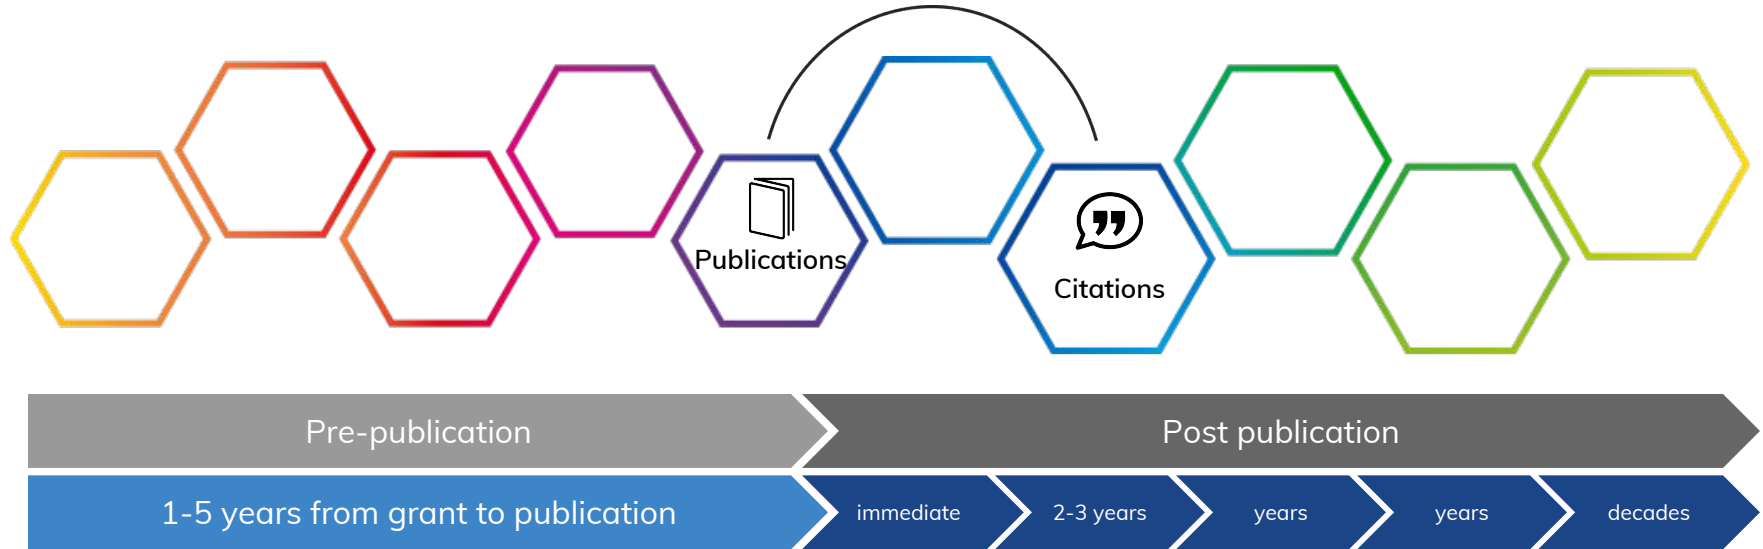 Publications
Citations
Pre-publication
Post publication
1-5 years from grant to publication
immediate
2-3 years
years
years
decades